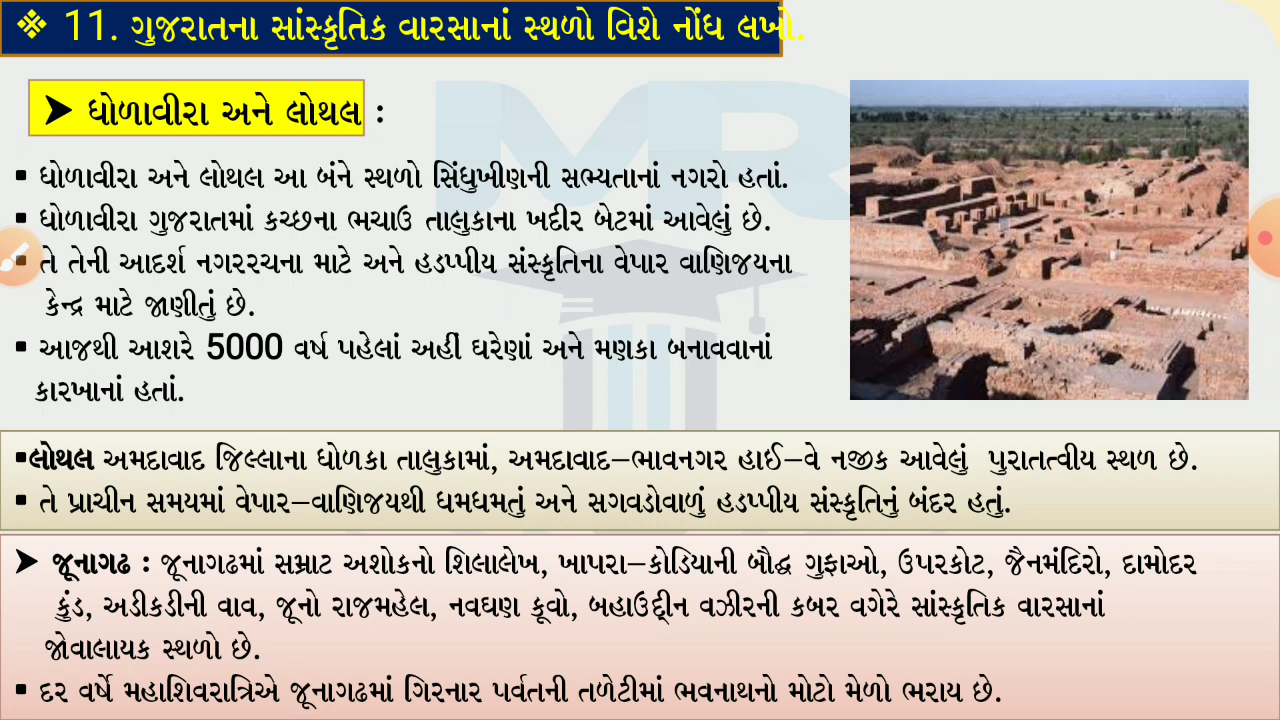 ❖ 11. ગુજરાતના સાંસ્કૃતિક વારસાનાં સ્થળો વિશે નોંધ લખો.
➤ ધોળાવીરા અને લોથલ :
▪ ધોળાવીરા અને લોથલ આ બંને સ્થળો સિંધુખીણની સભ્યતાનાં નગરો હતાં.
▪ ધોળાવીરા ગુજરાતમાં કચ્છના ભચાઉ તાલુકાના ખદીર બેટમાં આવેલું છે.
▪ તે તેની આદર્શ નગરરચના માટે અને હડપ્પીય સંસ્કૃતિના વેપાર વાણિજયના
કેન્દ્ર માટે જાણીતું છે.
▪ આજથી આશરે 5000 વર્ષ પહેલાં અહીં ઘરેણાં અને મણકા બનાવવાનાં
કારખાનાં હતાં.
▪લોથલ અમદાવાદ જિલ્લાના ધોળકા તાલુકામાં, અમદાવાદ–ભાવનગર હાઈ–વે નજીક આવેલું પુરાતત્વીય સ્થળ છે.
▪ તે પ્રાચીન સમયમાં વેપાર–વાણિજયથી ધમધમતું અને સગવડોવાળું હડપ્પીય સંસ્કૃતિનું બંદર હતું.
➤ જૂનાગઢ : જૂનાગઢમાં સમ્રાટ અશોકનો શિલાલેખ, ખાપરા–કોડિયાની બૌદ્ધ ગુફાઓ, ઉપરકોટ, જૈનમંદિરો, દામોદર
કુંડ, અડીકડીની વાવ, જૂનો રાજમહેલ, નવઘણ કૂવો, બહાઉદ્દીન વઝીરની કબર વગેરે સાંસ્કૃતિક વારસાનાં
જોવાલાયક સ્થળો છે.
▪ દર વર્ષે મહાશિવરાત્રિએ જૂનાગઢમાં ગિરનાર પર્વતની તળેટીમાં ભવનાથનો મોટો મેળો ભરાય છે.